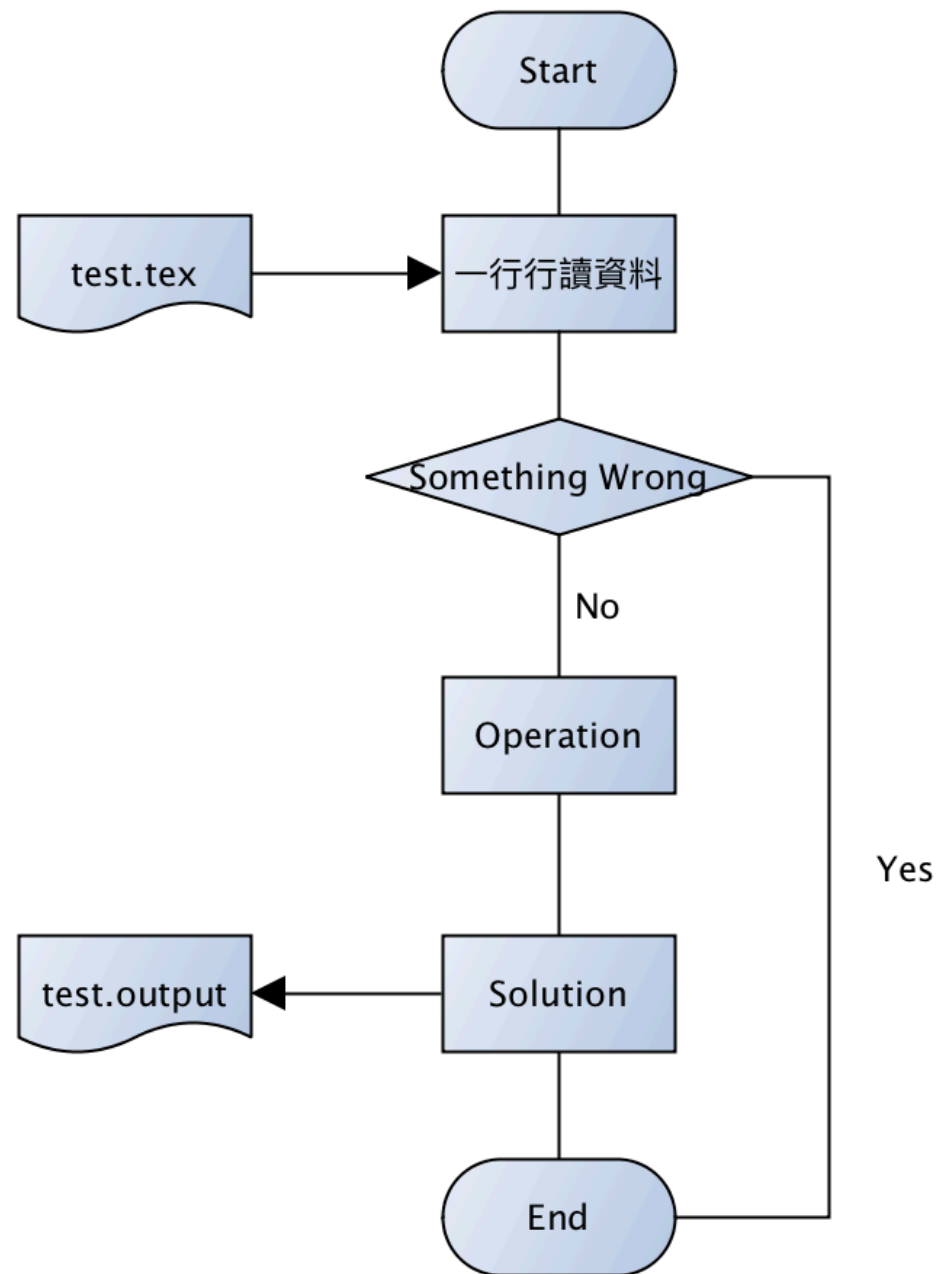 Start
test.tex
一行行讀資料
Something Wrong
No
Operation
Yes
test.output
Solution
End